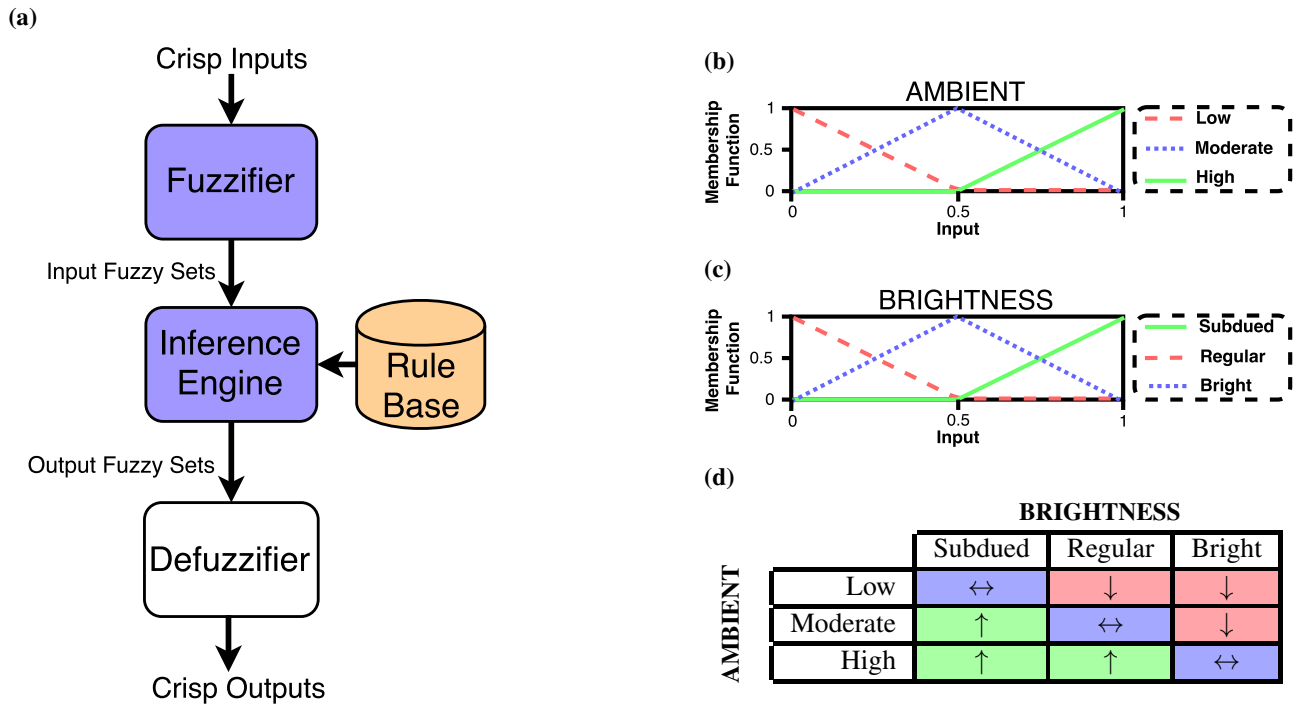 (a)
Crisp Inputs
Fuzzifier
Input Fuzzy Sets
Inference
Engine
Rule
Base
Output Fuzzy Sets
Defuzzifier
Crisp Outputs
(b)
AMBIENT
Membership
Function
1
0.5
0
0
0.5
1
Input
Low
Moderate
High
(c)
BRIGHTNESS
Membership
Function
1
0.5
0
0
0.5
1
Input
Subdued
Regular
Bright
(d)
BRIGHTNESS
Subdued Regular Bright
AMBIENT
Low ↔ ↓ ↓
Moderate ↑ ↔ ↓
High ↑ ↑ ↔